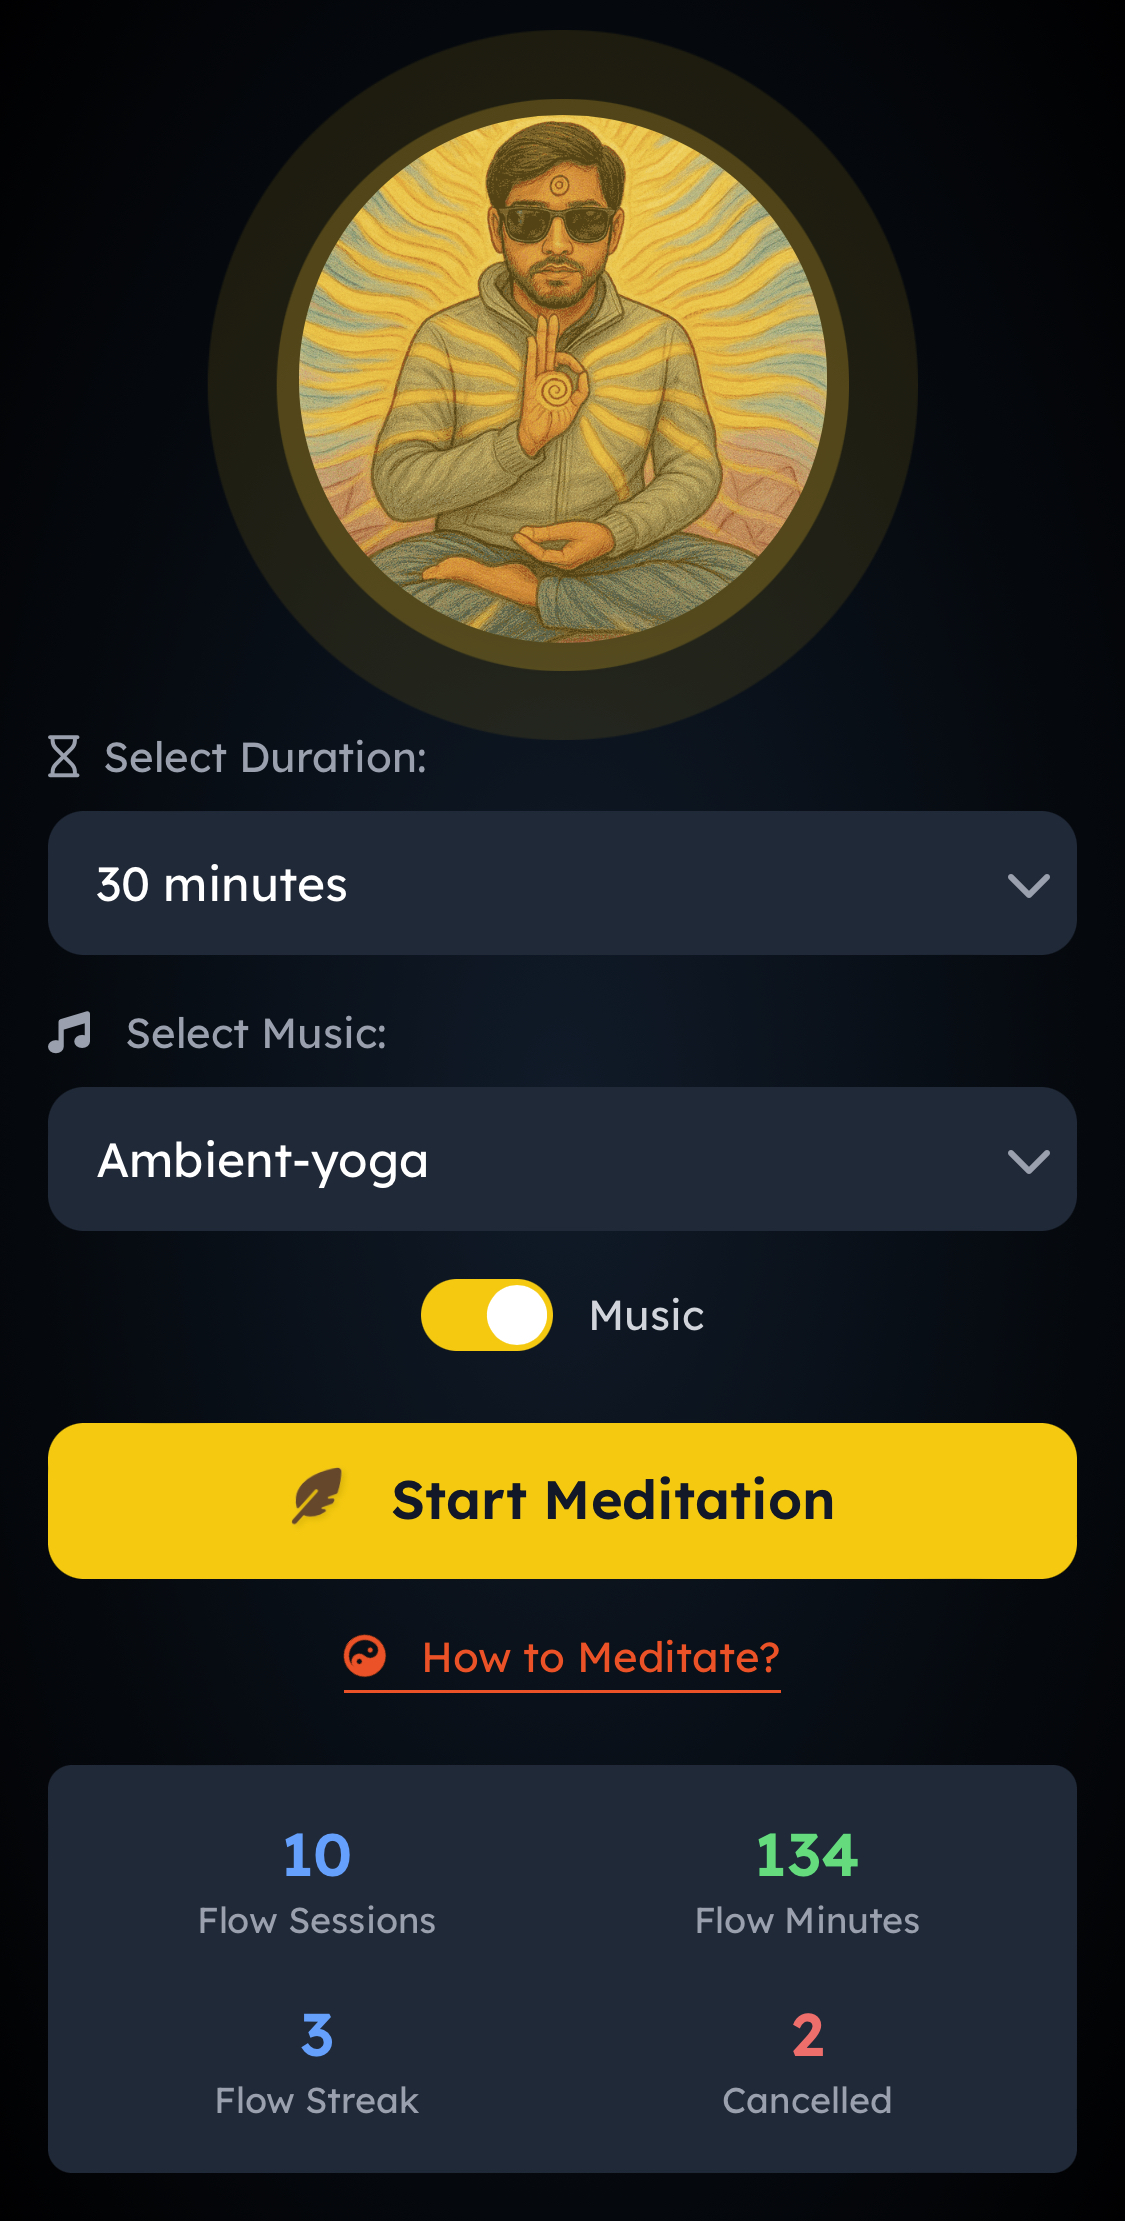 Select Duration:
30 minutes
Select Music:
Ambient-yoga
Music
Start Meditation
How to Meditate?
10
Flow Sessions
134
Flow Minutes
3
Flow Streak
2
Cancelled